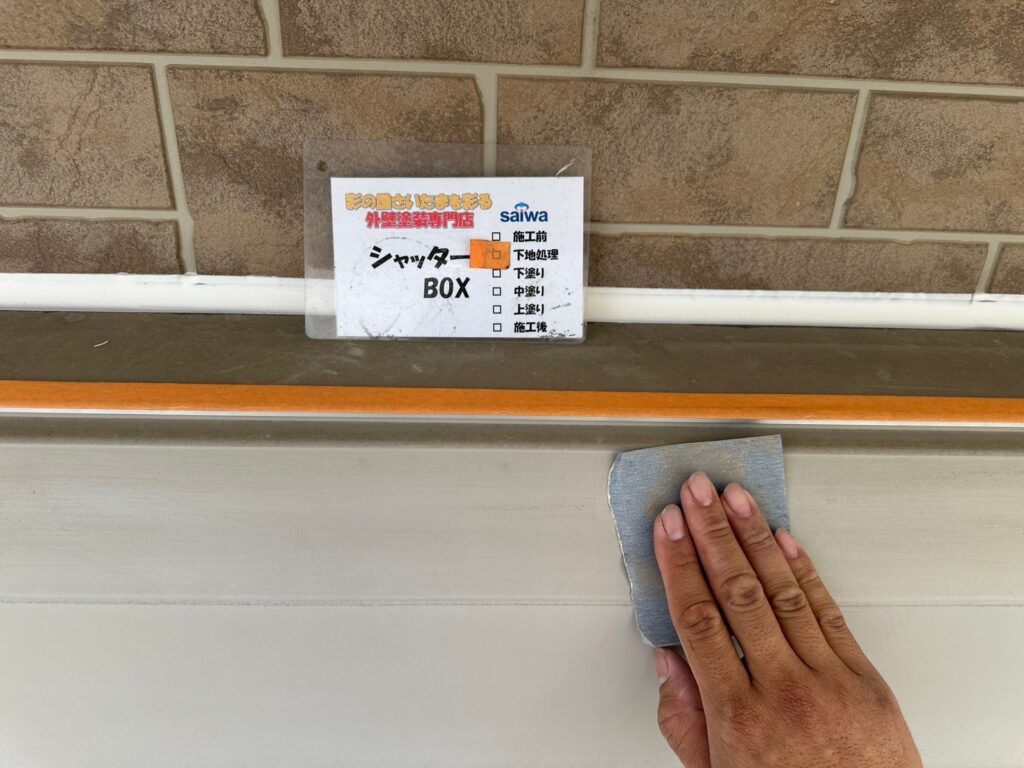 彩の国さいたまを彩る
外壁塗装専門店
saiwa
シャッター
BOX
□ 施工前
□ 下地処理
□ 下塗り
□ 中塗り
□ 上塗り
□ 施工後